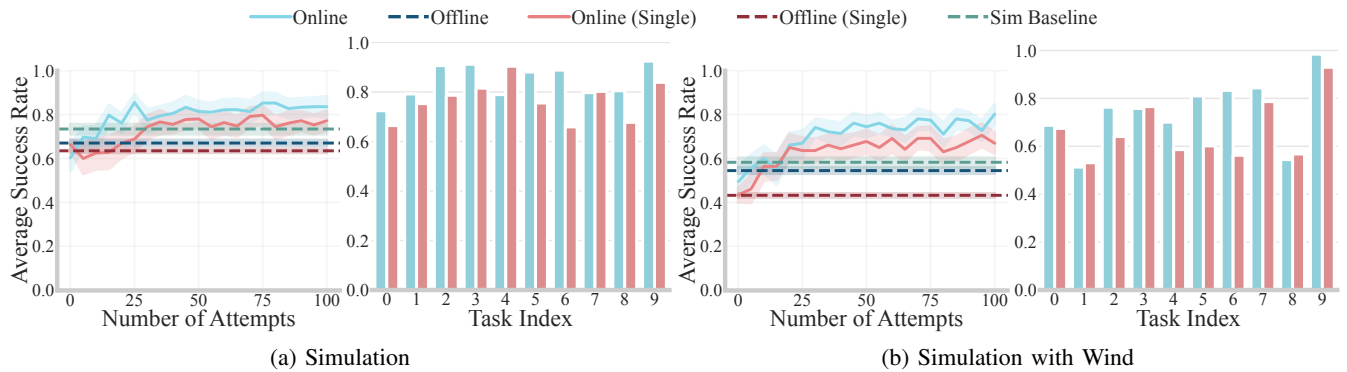 Online Offline Online (Single) Offline (Single) Sim Baseline
Average Success Rate
1.0
0.8
0.6
0.4
0.2
0.0
0 25 50 75 100
Number of Attempts
1.0
0.8
0.6
0.4
0.2
0.0
0 1 2 3 4 5 6 7 8 9
Task Index
(a) Simulation
Average Success Rate
1.0
0.8
0.6
0.4
0.2
0.0
0 25 50 75 100
Number of Attempts
1.0
0.8
0.6
0.4
0.2
0.0
0 1 2 3 4 5 6 7 8 9
Task Index
(b) Simulation with Wind